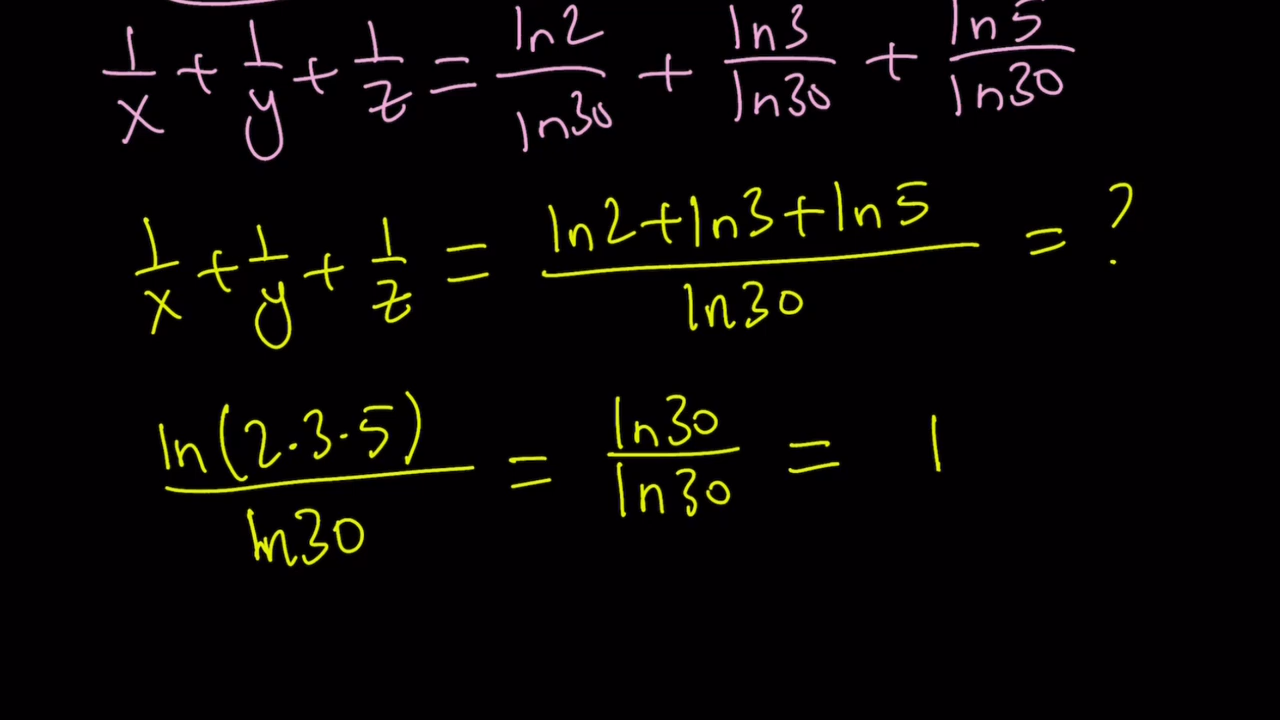 1/x + 1/y + 1/z = ln2/ln30 + ln3/ln30 + ln5/ln30
1/x + 1/y + 1/z = (ln2+ln3+ln5)/ln30 = ?
ln(2·3·5)/ln30 = ln30/ln30 = 1